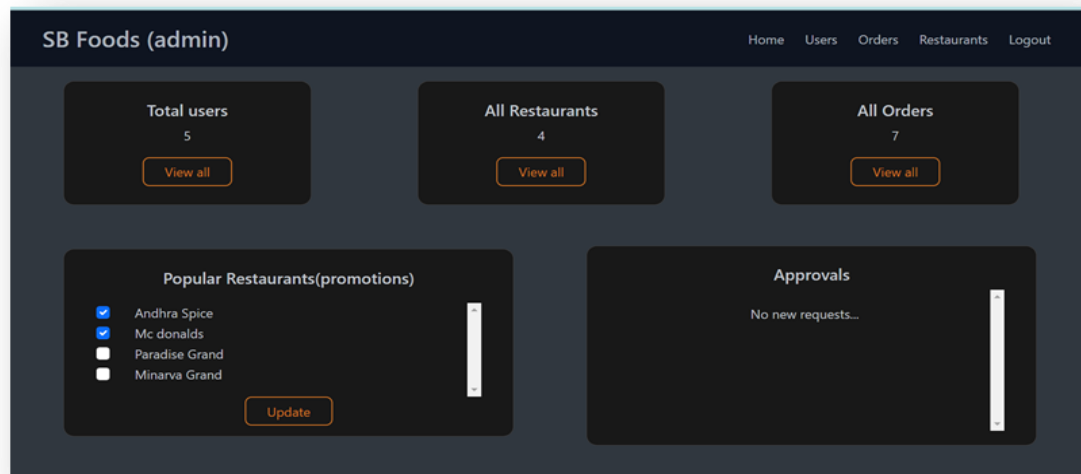 SB Foods (admin)
Home Users Orders Restaurants Logout
Total users
5
View all
All Restaurants
4
View all
All Orders
7
View all
Popular Restaurants(promotions)
Andhra Spice
Mc donalds
Paradise Grand
Minarva Grand
Update
Approvals
No new requests...